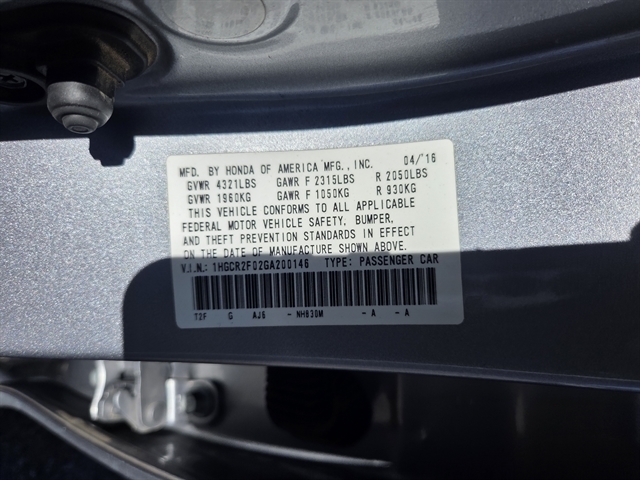 MFD. BY HONDA OF AMERICA MFG., INC. 04/'16
GVWR 4321LBS GAWR F 2315LBS R 2050LBS
GVWR 1960KG GAWR F 1050KG R 930KG
THIS VEHICLE CONFORMS TO ALL APPLICABLE
FEDERAL MOTOR VEHICLE SAFETY, BUMPER,
AND THEFT PREVENTION STANDARDS IN EFFECT
ON THE DATE OF MANUFACTURE SHOWN ABOVE.
V.I.N.: 1HGCR2F02GA200146 TYPE: PASSENGER CAR
T2F G AJ6 - NH830M - A - A